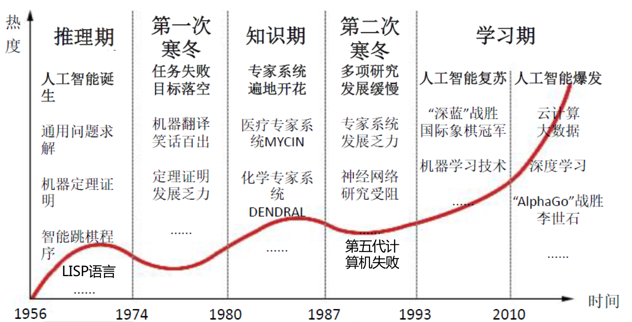 热
度
推理期
人工智能诞
生
通用问题求
解
机器定理证
明
智能跳棋程
序
LISP语言
......
第一次
寒冬
任务失败
目标落空
机器翻译
笑话百出
定理证明
发展乏力
......
知识期
专家系统
遍地开花
医疗专家系
统MYCIN
化学专家系
统
DENDRAL
......
第二次
寒冬
多项研究
发展缓慢
专家系统
发展乏力
神经网络
研究受阻
第五代计
算机失败
学习期
人工智能复苏
“深蓝”战胜
国际象棋冠军
机器学习技术
......
人工智能爆发
云计算
大数据
深度学习
“AlphaGo”战胜
李世石
......
1956
1974
1980
1987
1993
2010
时间